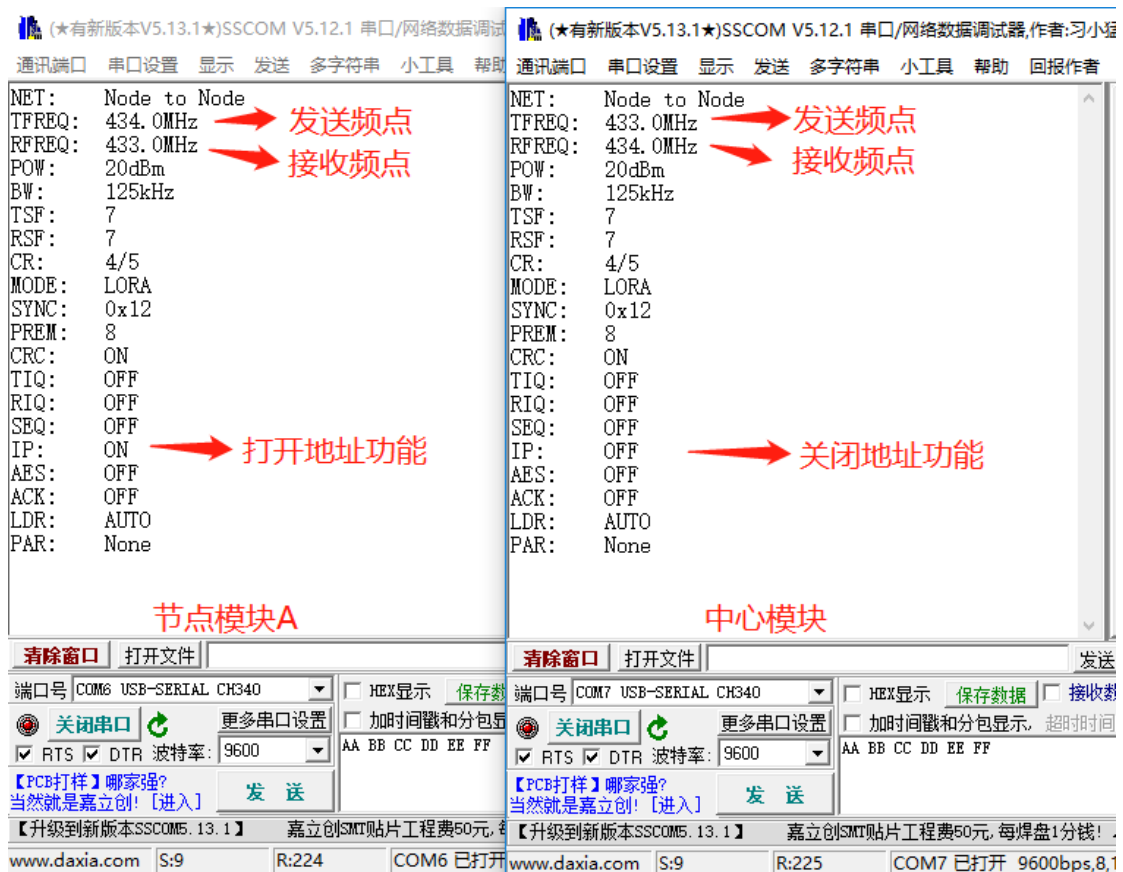 (★有新版本V5.13.1★)SSCOM V5.12.1 串口/网络数据调试
通讯端口 串口设置 显示 发送 多字符串 小工具 帮助
NET: Node to Node
TFREQ: 434.0MHz 发送频点
RFREQ: 433.0MHz 接收频点
POW: 20dBm
BW: 125kHz
TSF: 7
RSF: 7
CR: 4/5
MODE: LORA
SYNC: 0x12
PREM: 8
CRC: ON
TIQ: OFF
RIQ: OFF
SEQ: OFF
IP: ON 打开地址功能
AES: OFF
ACK: OFF
LDR: AUTO
PAR: None
节点模块A
清除窗口 打开文件
端口号 COM6 USB-SERIAL CH340 HEX显示 保存数
关闭串口 更多串口设置 加时间戳和分包显
RTS DTR 波特率: 9600
AA BB CC DD EE FF
【PCB打样】哪家强?
当然就是嘉立创! [进入]
发 送
【升级到新版本SSCOM5.13.1】 嘉立创SMT贴片工程费50元,
www.daxia.com S:9 R:224 COM6 已打开
(★有新版本V5.13.1★)SSCOM V5.12.1 串口/网络数据调试器,作者:习小猛
通讯端口 串口设置 显示 发送 多字符串 小工具 帮助 回报作者
NET: Node to Node
TFREQ: 433.0MHz 发送频点
RFREQ: 434.0MHz 接收频点
POW: 20dBm
BW: 125kHz
TSF: 7
RSF: 7
CR: 4/5
MODE: LORA
SYNC: 0x12
PREM: 8
CRC: ON
TIQ: OFF
RIQ: OFF
SEQ: OFF
IP: OFF 关闭地址功能
AES: OFF
ACK: OFF
LDR: AUTO
PAR: None
中心模块
清除窗口 打开文件 发送
端口号 COM7 USB-SERIAL CH340 HEX显示 保存数据 接收数
关闭串口 更多串口设置 加时间戳和分包显示, 超时时间
RTS DTR 波特率: 9600
AA BB CC DD EE FF
【PCB打样】哪家强?
当然就是嘉立创! [进入]
发 送
【升级到新版本SSCOM5.13.1】 嘉立创SMT贴片工程费50元,每焊盘1分钱!
www.daxia.com S:9 R:225 COM7 已打开 9600bps,8,1